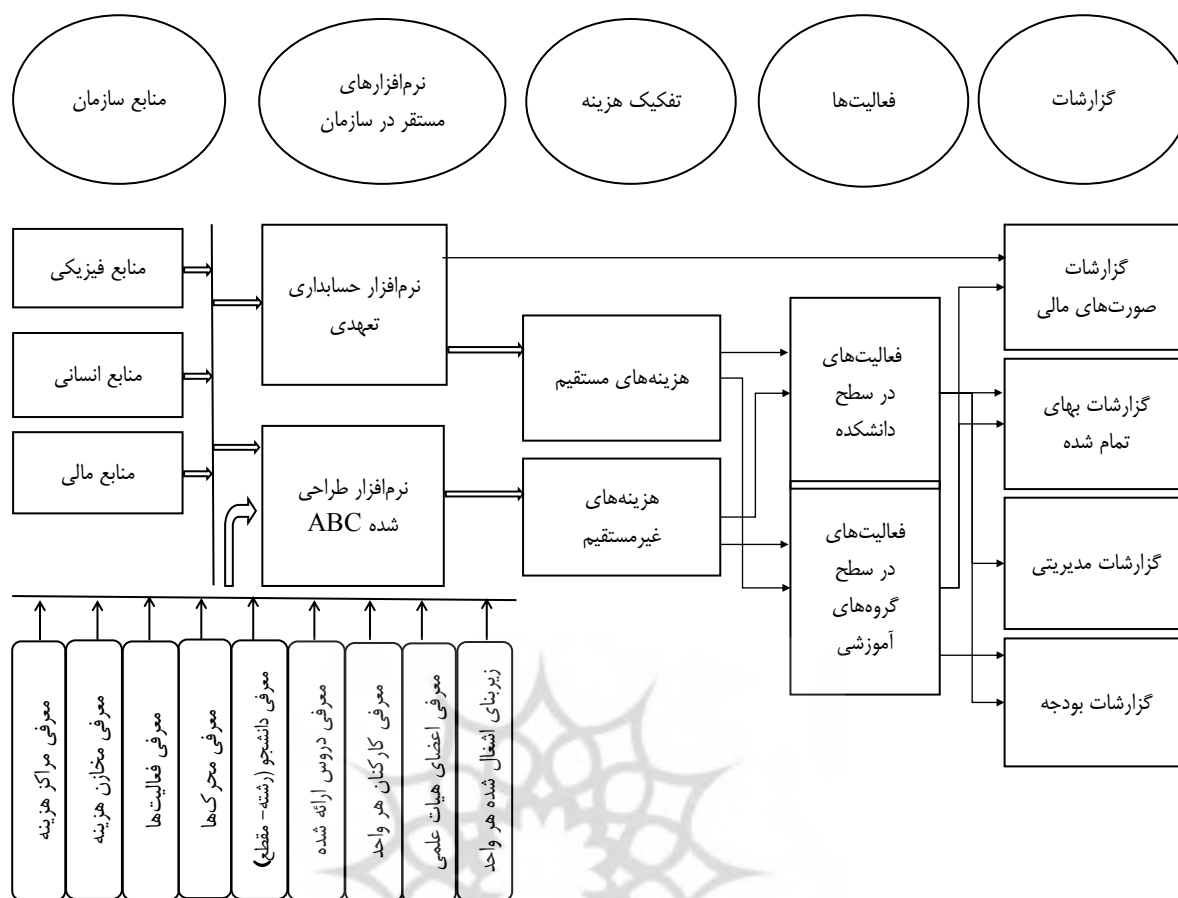 منابع سازمان
نرم‌افزارهای
مستقر در سازمان
تفکیک هزینه
فعالیت‌ها
گزارشات
منابع فیزیکی
منابع انسانی
منابع مالی
نرم‌افزار حسابداری
تعهدی
نرم‌افزار طراحی
شده ABC
هزینه‌های مستقیم
هزینه‌های
غیرمستقیم
فعالیت‌های
در سطح
دانشکده
فعالیت‌های
در سطح
گروه‌های
آموزشی
گزارشات
صورت‌های مالی
گزارشات بهای
تمام شده
گزارشات مدیریتی
گزارشات بودجه
معرفی مراکز هزینه
معرفی مخازن هزینه
معرفی فعالیت‌ها
معرفی محرک‌ها
معرفی دانشجو (رشته- مقطع)
معرفی دروس ارائه شده
معرفی کارکنان هر واحد
معرفی اعضای هیات علمی
زیربنای اشغال شده هر واحد